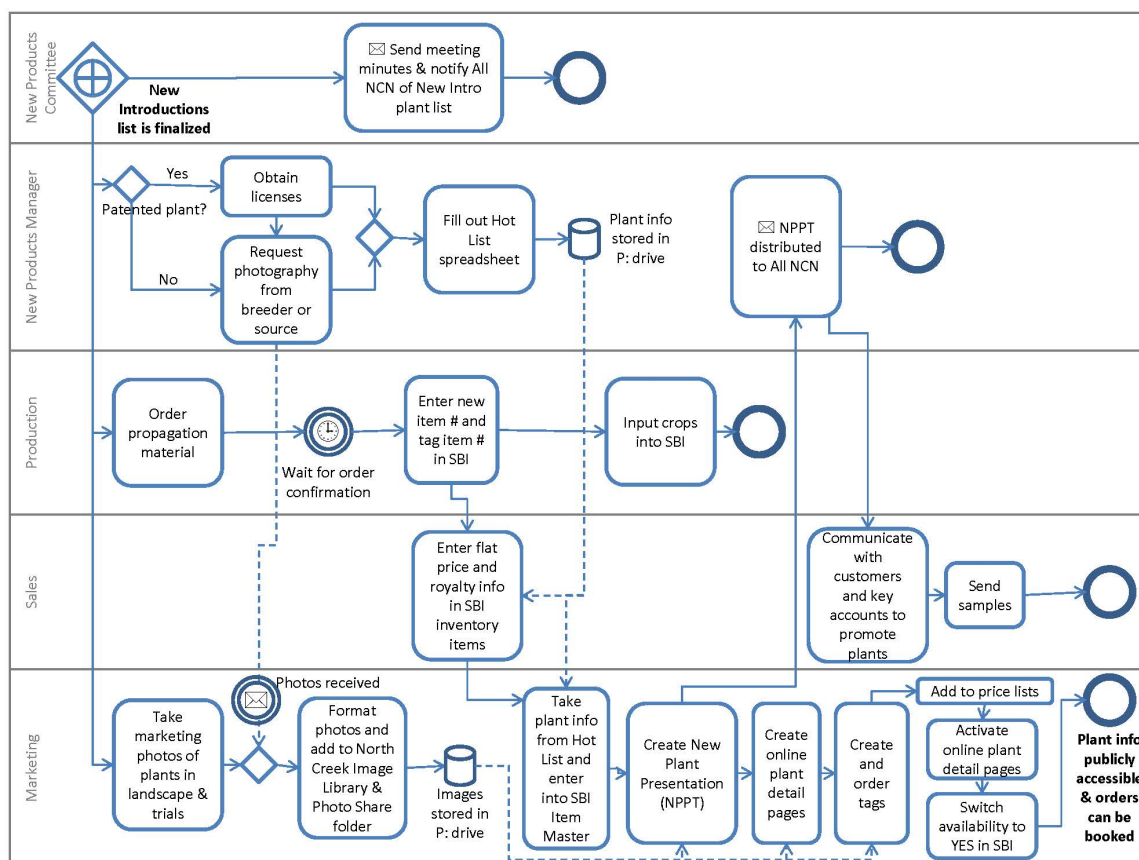 New Products
Committee
✉ Send meeting
minutes & notify All
NCN of New Intro
plant list
New
Introductions
list is finalized
New Products Manager
Yes
Patented plant?
No
Obtain
licenses
Request
photography
from
breeder or
source
Fill out Hot
List
spreadsheet
Plant info
stored in
P: drive
✉ NPPT
distributed
to All NCN
Production
Order
propagation
material
Wait for order
confirmation
Enter new
item # and
tag item #
in SBI
Input crops
into SBI
Sales
Enter flat
price and
royalty info
in SBI
inventory
items
Communicate
with
customers
and key
accounts to
promote
plants
Send
samples
Marketing
Take
marketing
photos of
plants in
landscape &
trials
Photos received
Format
photos and
add to North
Creek Image
Library &
Photo Share
folder
Images
stored in
P: drive
Take
plant info
from Hot
List and
enter
into SBI
Item
Master
Create New
Plant
Presentation
(NPPT)
Create
online
plant
detail
pages
Create
and
order
tags
Add to price lists
Activate
online plant
detail pages
Switch
availability to
YES in SBI
Plant info
publicly
accessible
& orders
can be
booked